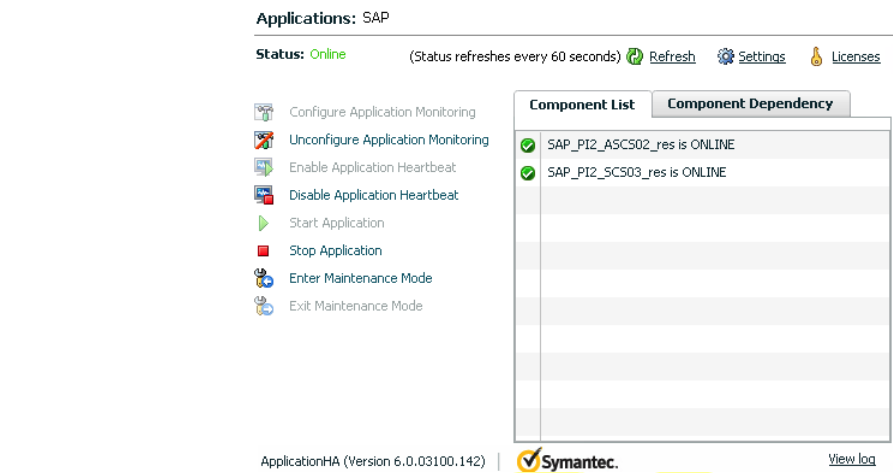 Applications: SAP
Status: Online (Status refreshes every 60 seconds) Refresh Settings Licenses
Configure Application Monitoring
Unconfigure Application Monitoring
Enable Application Heartbeat
Disable Application Heartbeat
Start Application
Stop Application
Enter Maintenance Mode
Exit Maintenance Mode
Component List Component Dependency
SAP_PI2_ASCS02_res is ONLINE
SAP_PI2_SCS03_res is ONLINE
ApplicationHA (Version 6.0.03100.142) Symantec. View log